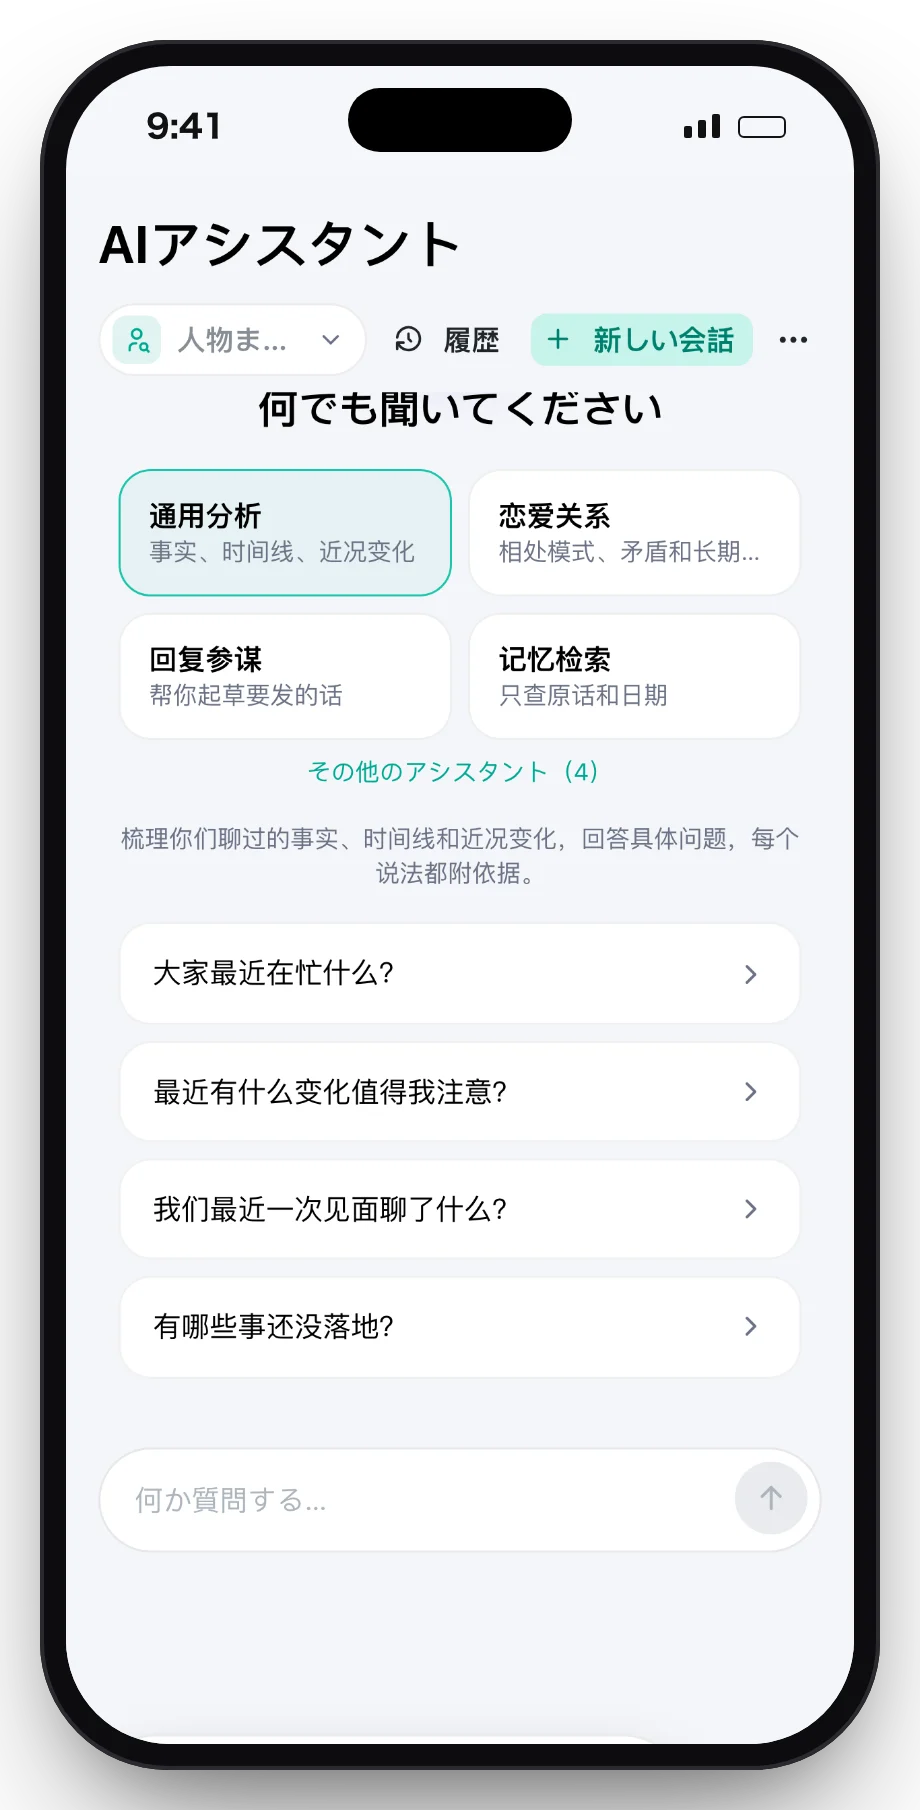 9:41
AIアシスタント
人物ま...
履歴
新しい会話
何でも聞いてください
通用分析
事实、时间线、近况变化
恋爱关系
相处模式、矛盾和长期...
回复参谋
帮你起草要发的话
记忆检索
只查原话和日期
その他のアシスタント（4）
梳理你们聊过的事实、时间线和近况变化，回答具体问题，每个
说法都附依据。
大家最近在忙什么?
最近有什么变化值得我注意?
我们最近一次见面聊了什么?
有哪些事还没落地?
何か質問する...